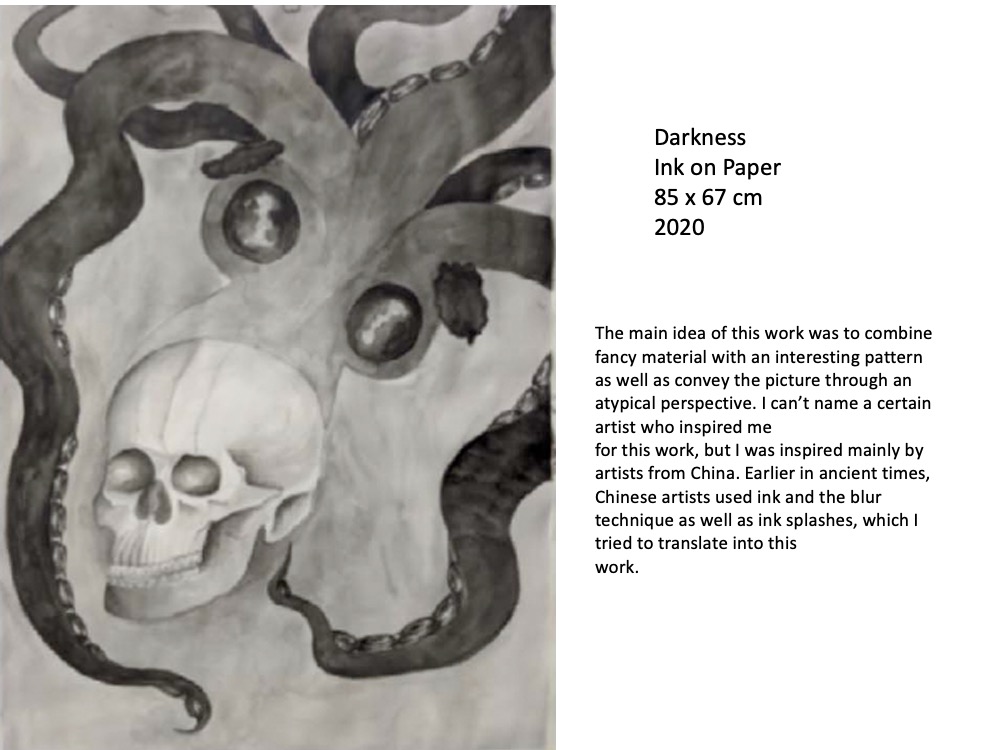 Darkness
Ink on Paper
85 x 67 cm
2020
The main idea of this work was to combine
fancy material with an interesting pattern
as well as convey the picture through an
atypical perspective. I can’t name a certain
artist who inspired me
for this work, but I was inspired mainly by
artists from China. Earlier in ancient times,
Chinese artists used ink and the blur
technique as well as ink splashes, which I
tried to translate into this
work.